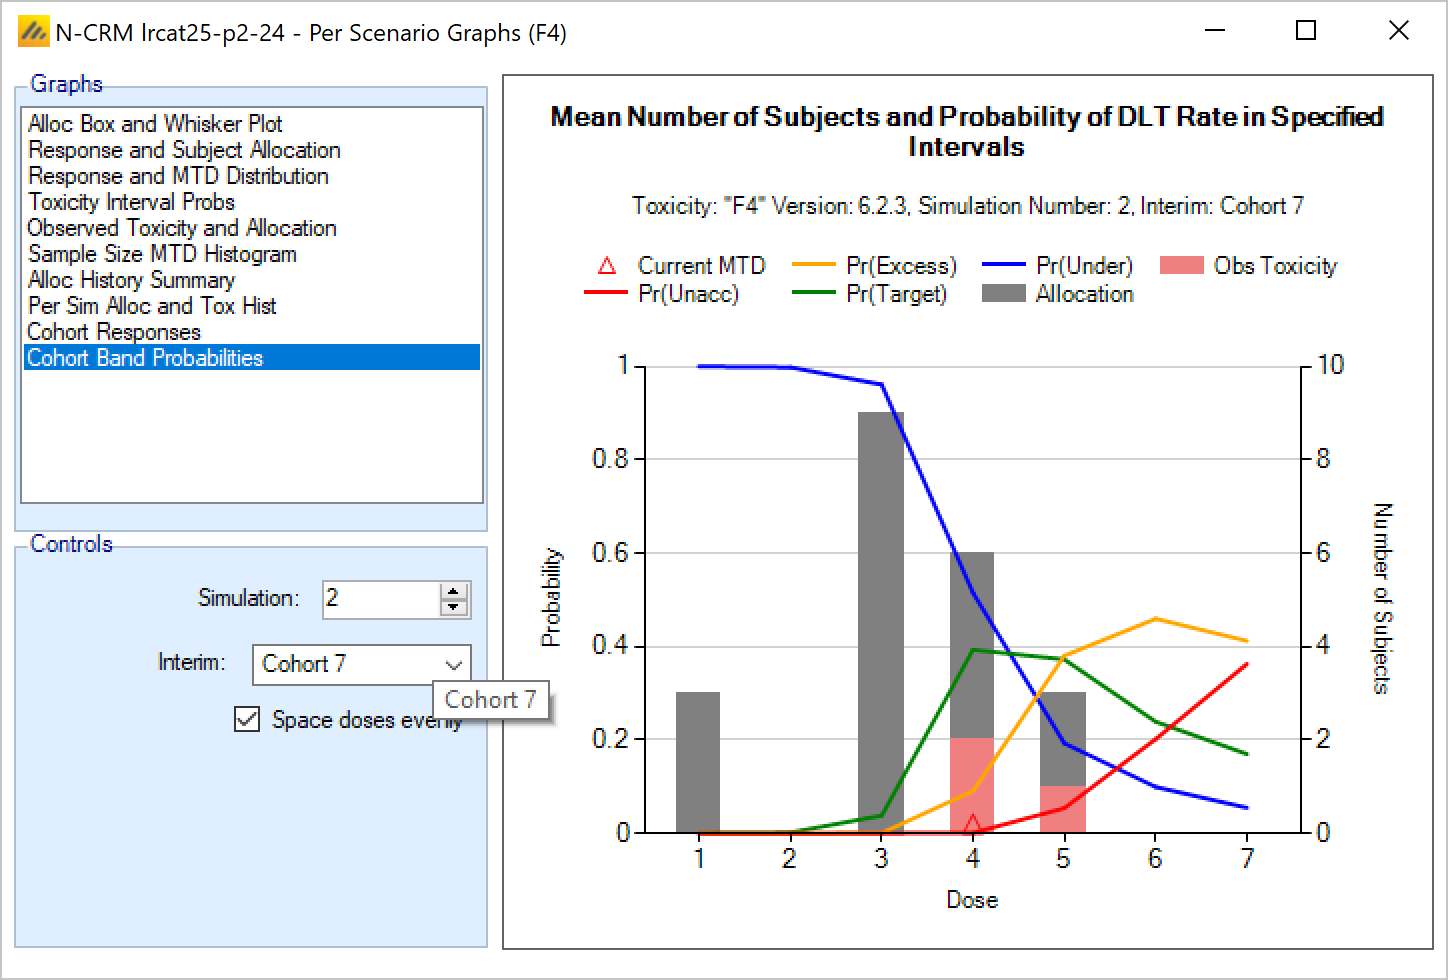 N-CRM lrcat25-p2-24 - Per Scenario Graphs (F4)
Graphs
Alloc Box and Whisker Plot
Response and Subject Allocation
Response and MTD Distribution
Toxicity Interval Probs
Observed Toxicity and Allocation
Sample Size MTD Histogram
Alloc History Summary
Per Sim Alloc and Tox Hist
Cohort Responses
Cohort Band Probabilities
Controls
Simulation: 2
Interim: Cohort 7
Cohort 7
Space doses evenly
Mean Number of Subjects and Probability of DLT Rate in Specified
Intervals
Toxicity: "F4" Version: 6.2.3, Simulation Number: 2, Interim: Cohort 7
Current MTD Pr(Excess) Pr(Under) Obs Toxicity
Pr(Unacc) Pr(Target) Allocation
1 10
0.8 8
0.6 6
0.4 4
0.2 2
0 0
Probability
Number of Subjects
1 2 3 4 5 6 7
Dose